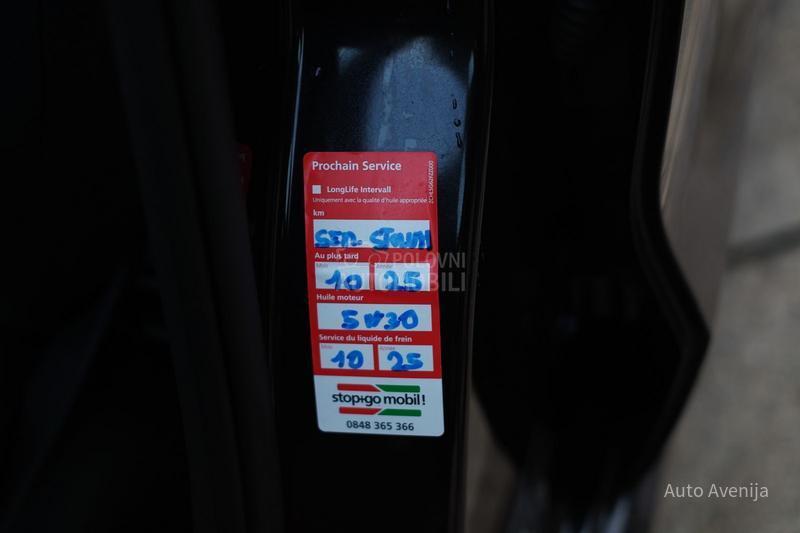 Prochain Service
LongLife Intervall
Uniquement avec la qualité d'huile appropriée
km
Au plus tard
Mois Année
10 25
Huile moteur
5W30
Service du liquide de frein
Mois Année
10 25
stop+go mobil!
0848 365 366
POLOVNI
AUTOMOBILI
Auto Avenija